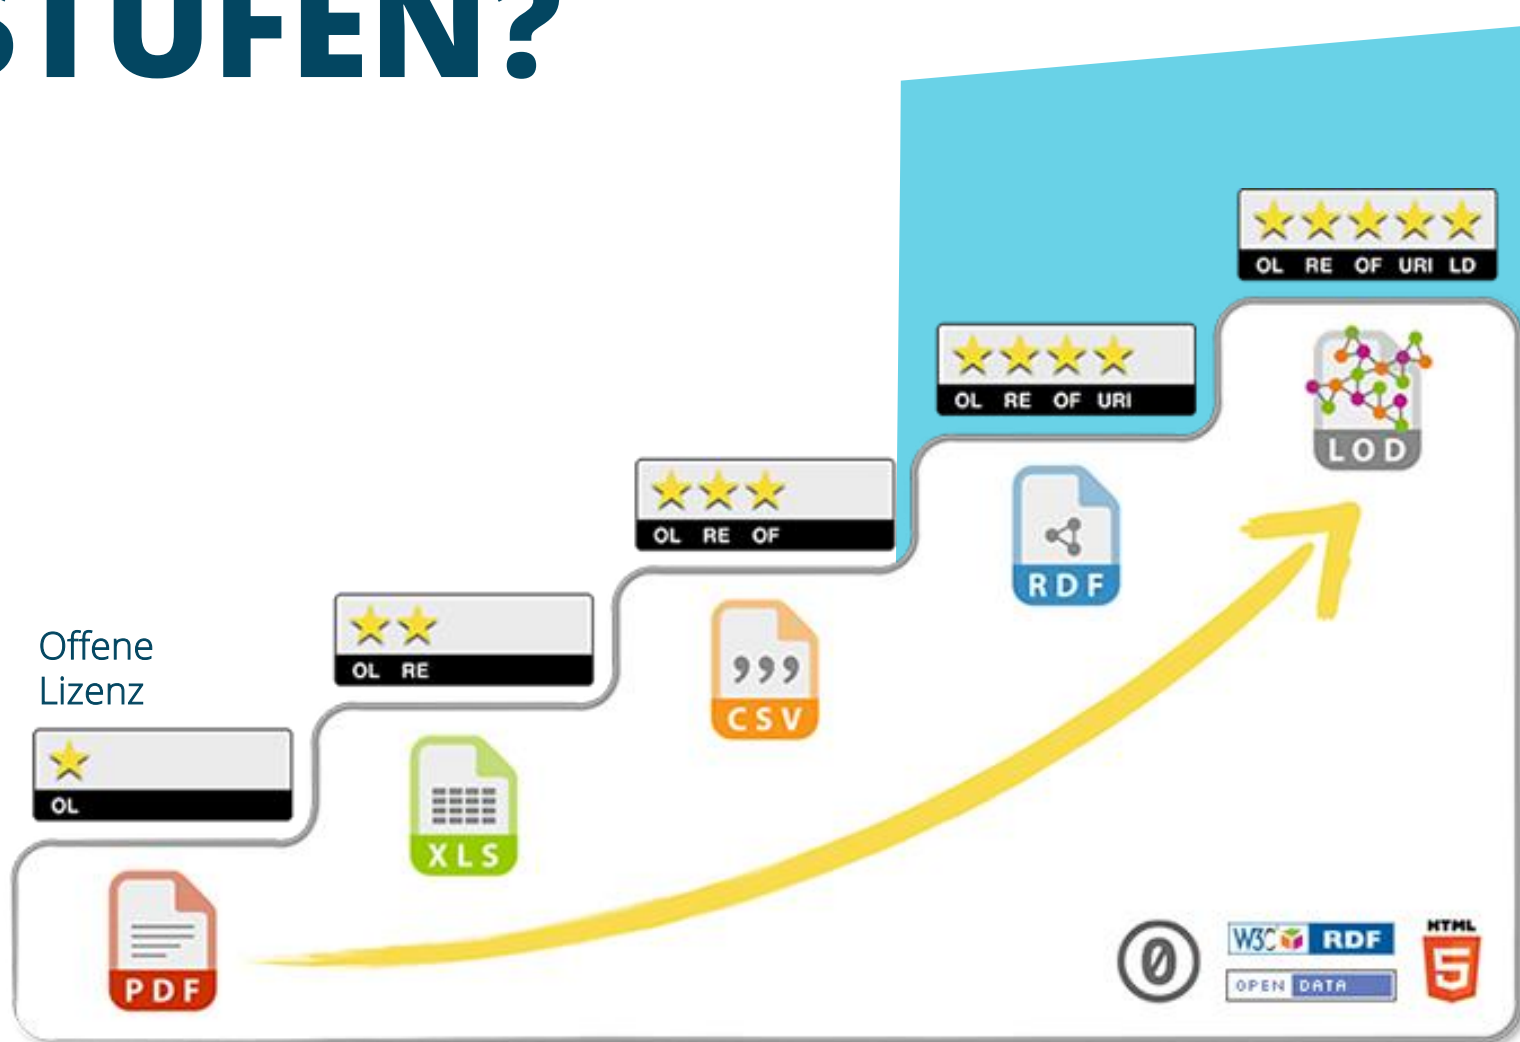 STUFEN?
OL RE OF URI LD
OL RE OF URI
LOD
OL RE OF
RDF
OL RE
CSV
Offene
Lizenz
OL
XLS
PDF
W3C RDF
OPEN DATA
HTML
5
0